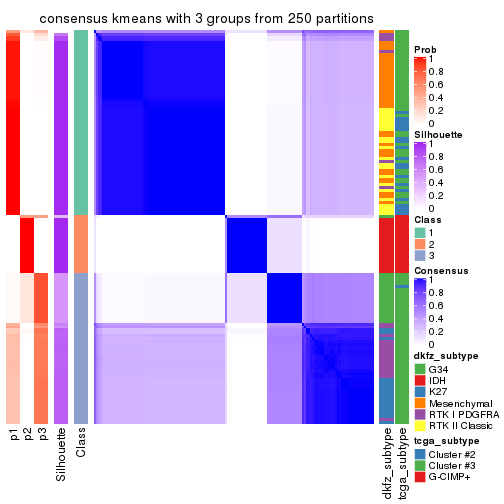 consensus kmeans with 3 groups from 250 partitions
Prob
1
0.8
0.6
0.4
0.2
0
Silhouette
1
0.8
0.6
0.4
0.2
0
Class
1
2
3
Consensus
1
0.8
0.6
0.4
0.2
0
dkfz_subtype
G34
IDH
K27
Mesenchymal
RTK I PDGFRA
RTK II Classic
tcga_subtype
Cluster #2
Cluster #3
G-CIMP+
p1
p2
p3
Silhouette
Class
dkfz_subtype
tcga_subtype